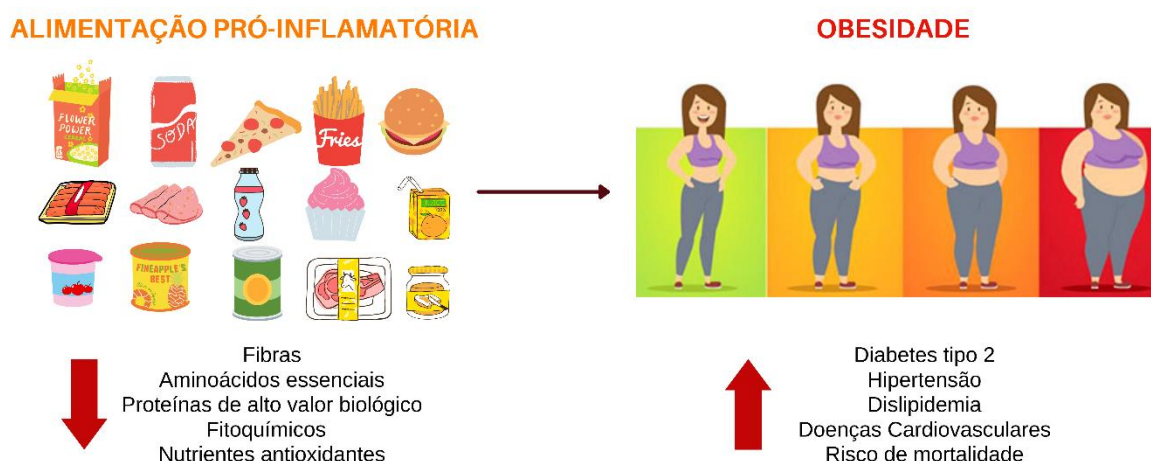 ALIMENTAÇÃO PRÓ-INFLAMATÓRIA
OBESIDADE
FLOWER
POWER
SODA
Fries
PINEAPPLE'S
BEST
Fibras
Aminoácidos essenciais
Proteínas de alto valor biológico
Fitoquímicos
Nutrientes antioxidantes
Diabetes tipo 2
Hipertensão
Dislipidemia
Doenças Cardiovasculares
Risco de mortalidade